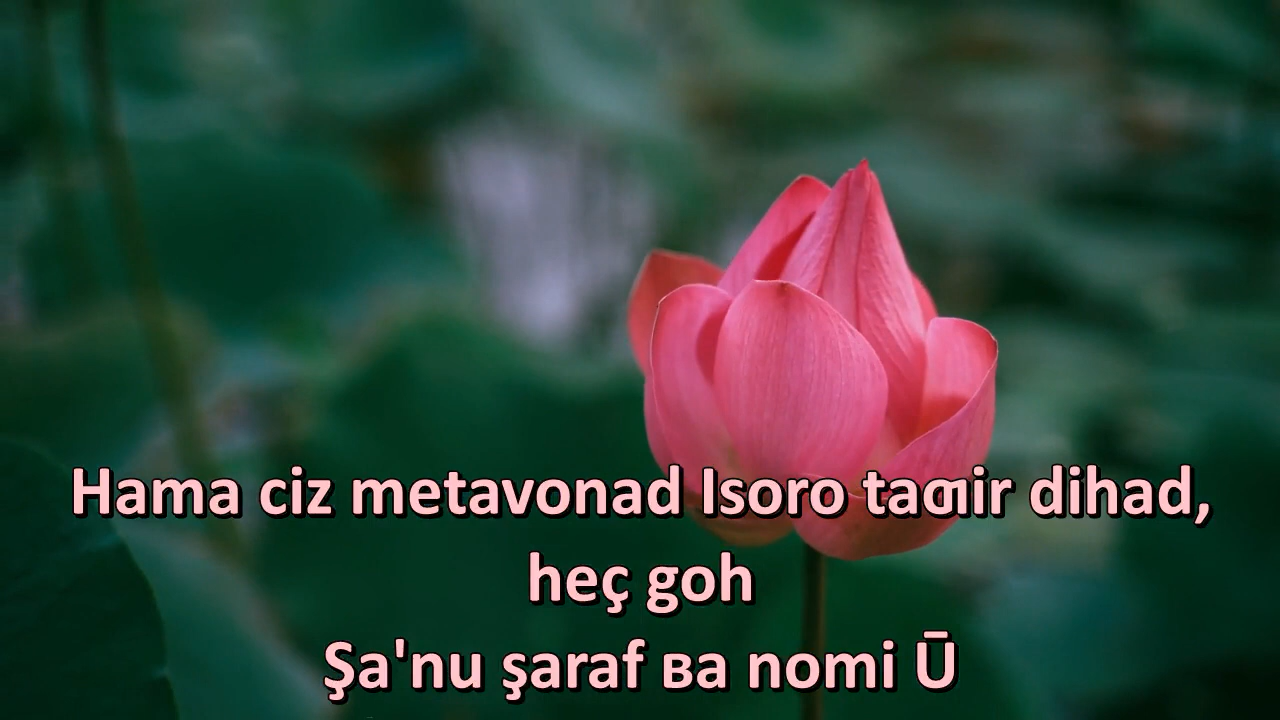 Hama ciz metavonad Isoro taƣir dihad,
heç goh
Şa'nu şaraf ʙa nomi Ū